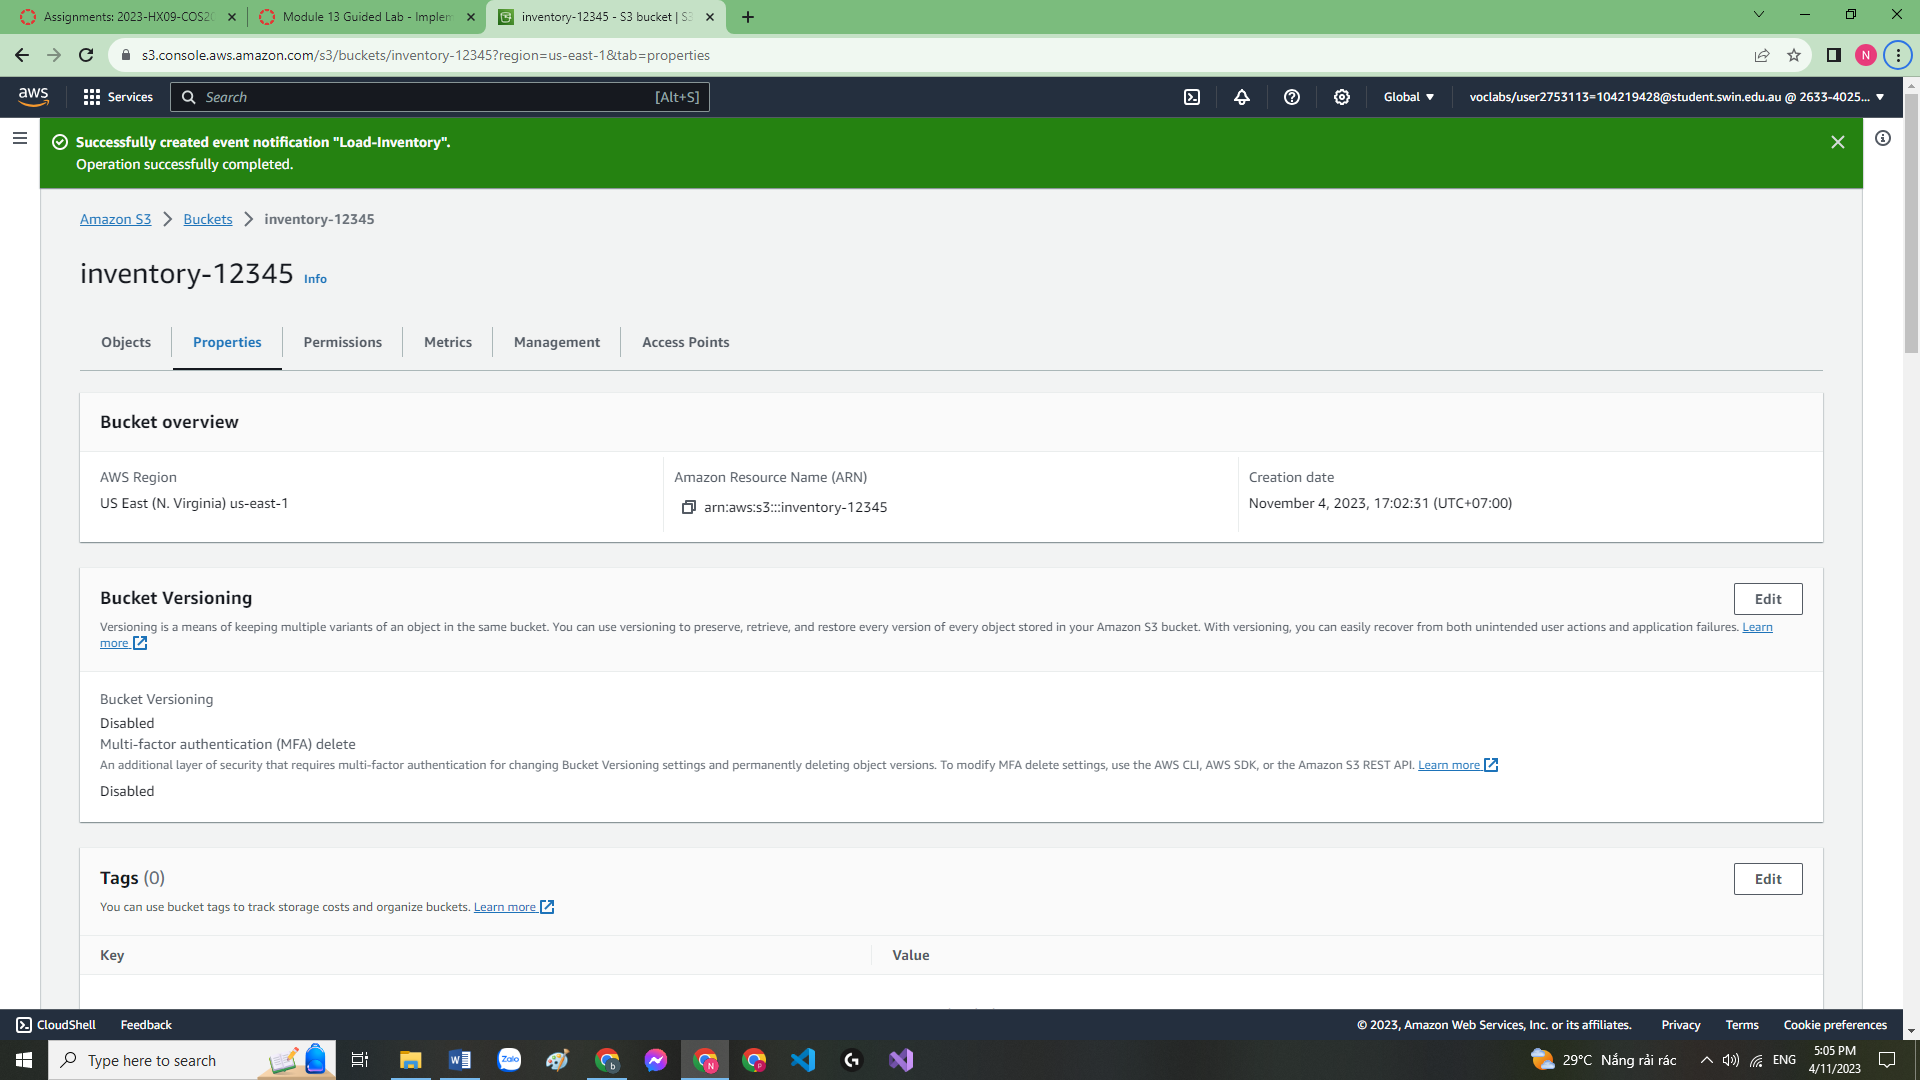 Assignments: 2023-HX09-COS20
Module 13 Guided Lab - Implem
inventory-12345 - S3 bucket | S3
s3.console.aws.amazon.com/s3/buckets/inventory-12345?region=us-east-1&tab=properties
N
aws
Services
Search
[Alt+S]
Global
voclabs/user2753113=104219428@student.swin.edu.au @ 2633-4025...
Successfully created event notification "Load-Inventory".
Operation successfully completed.
Amazon S3
Buckets
inventory-12345
inventory-12345 Info
Objects
Properties
Permissions
Metrics
Management
Access Points
Bucket overview
AWS Region
US East (N. Virginia) us-east-1
Amazon Resource Name (ARN)
arn:aws:s3:::inventory-12345
Creation date
November 4, 2023, 17:02:31 (UTC+07:00)
Bucket Versioning
Edit
Versioning is a means of keeping multiple variants of an object in the same bucket. You can use versioning to preserve, retrieve, and restore every version of every object stored in your Amazon S3 bucket. With versioning, you can easily recover from both unintended user actions and application failures. Learn
more
Bucket Versioning
Disabled
Multi-factor authentication (MFA) delete
An additional layer of security that requires multi-factor authentication for changing Bucket Versioning settings and permanently deleting object versions. To modify MFA delete settings, use the AWS CLI, AWS SDK, or the Amazon S3 REST API. Learn more
Disabled
Tags (0)
Edit
You can use bucket tags to track storage costs and organize buckets. Learn more
Key
Value
CloudShell
Feedback
© 2023, Amazon Web Services, Inc. or its affiliates.
Privacy
Terms
Cookie preferences
Type here to search
Zalo
29°C Nắng rải rác
ENG
5:05 PM
4/11/2023